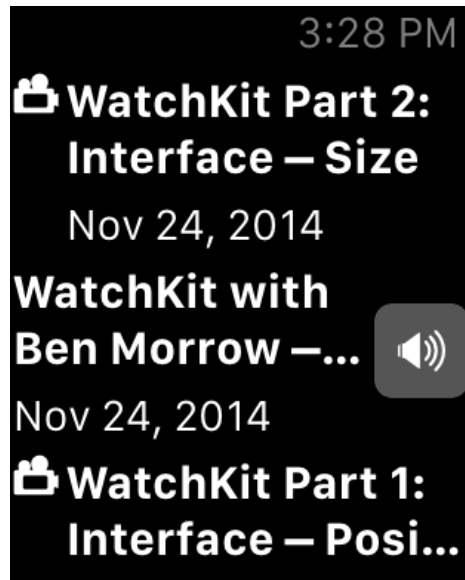 3:28 PM
WatchKit Part 2:
Interface – Size
Nov 24, 2014
WatchKit with
Ben Morrow –...
Nov 24, 2014
WatchKit Part 1:
Interface – Posi...